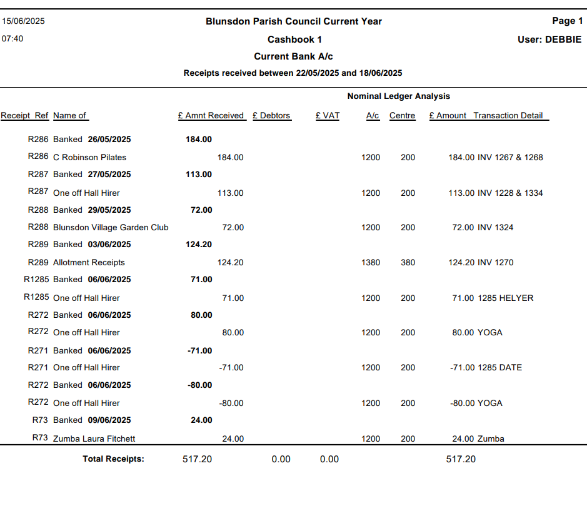 15/06/2025 Blunsdon Parish Council Current Year Page 1
07:40 Cashbook 1 User: DEBBIE
Current Bank A/c
Receipts received between 22/05/2025 and 18/06/2025
Nominal Ledger Analysis
Receipt Ref Name of £ Amnt Received £ Debtors £ VAT A/c Centre £ Amount Transaction Detail
R286 Banked 26/05/2025 184.00
R286 C Robinson Pilates 184.00 1200 200 184.00 INV 1267 & 1268
R287 Banked 27/05/2025 113.00
R287 One off Hall Hirer 113.00 1200 200 113.00 INV 1228 & 1334
R288 Banked 29/05/2025 72.00
R288 Blunsdon Village Garden Club 72.00 1200 200 72.00 INV 1324
R289 Banked 03/06/2025 124.20
R289 Allotment Receipts 124.20 1380 380 124.20 INV 1270
R1285 Banked 06/06/2025 71.00
R1285 One off Hall Hirer 71.00 1200 200 71.00 1285 HELYER
R272 Banked 06/06/2025 80.00
R272 One off Hall Hirer 80.00 1200 200 80.00 YOGA
R271 Banked 06/06/2025 -71.00
R271 One off Hall Hirer -71.00 1200 200 -71.00 1285 DATE
R272 Banked 06/06/2025 -80.00
R272 One off Hall Hirer -80.00 1200 200 -80.00 YOGA
R73 Banked 09/06/2025 24.00
R73 Zumba Laura Fitchett 24.00 1200 200 24.00 Zumba
Total Receipts: 517.20 0.00 0.00 517.20